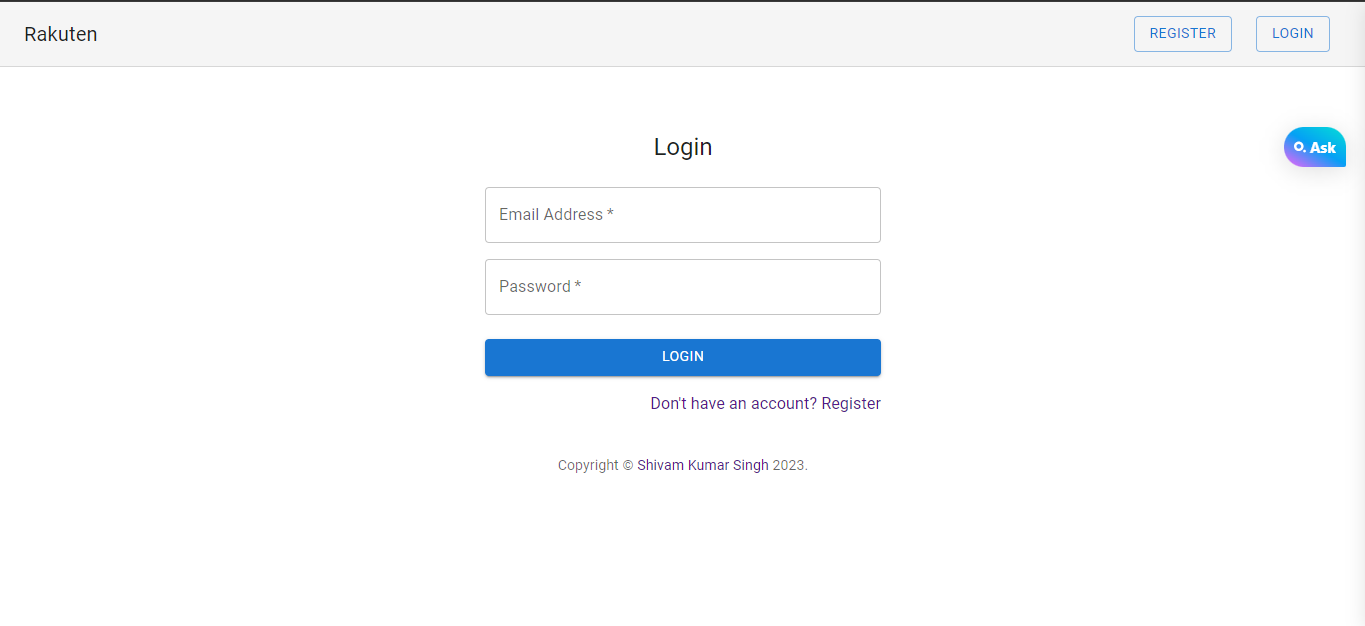 Rakuten
REGISTER
LOGIN
Ask
Login
Email Address *
Password *
LOGIN
Don't have an account? Register
Copyright © Shivam Kumar Singh 2023.